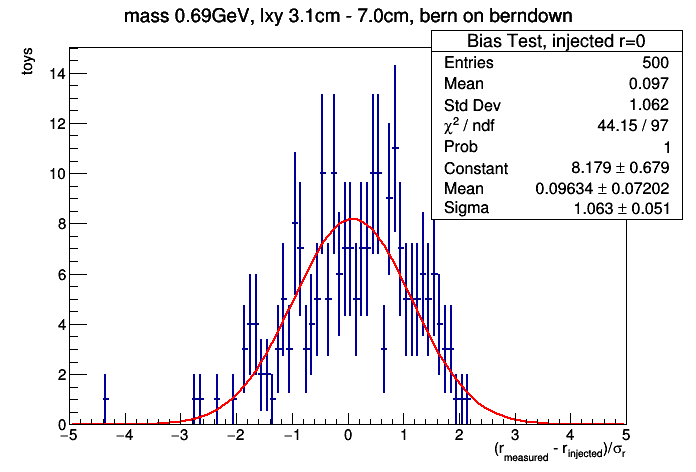 mass 0.69GeV, lxy 3.1cm - 7.0cm, bern on berndown
Bias Test, injected r=0
Entries 500
Mean 0.097
Std Dev 1.062
χ² / ndf 44.15 / 97
Prob 1
Constant 8.179 ± 0.679
Mean 0.09634 ± 0.07202
Sigma 1.063 ± 0.051
toys
14
12
10
8
6
4
2
0
−5 −4 −3 −2 −1 0 1 2 3 4 5
(r_measured - r_injected)/σ_r